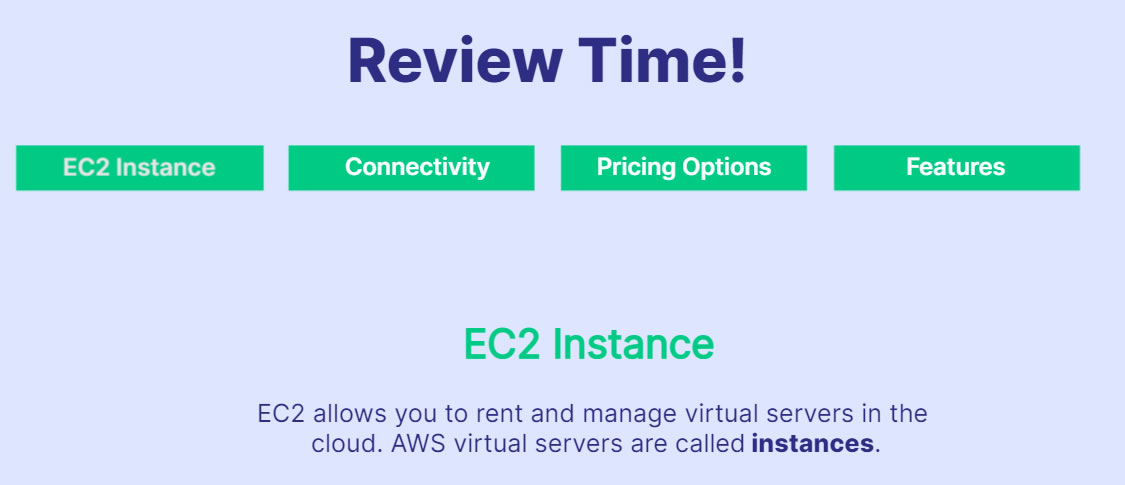 Review Time!
EC2 Instance
Connectivity
Pricing Options
Features
EC2 Instance
EC2 allows you to rent and manage virtual servers in the
cloud. AWS virtual servers are called instances.